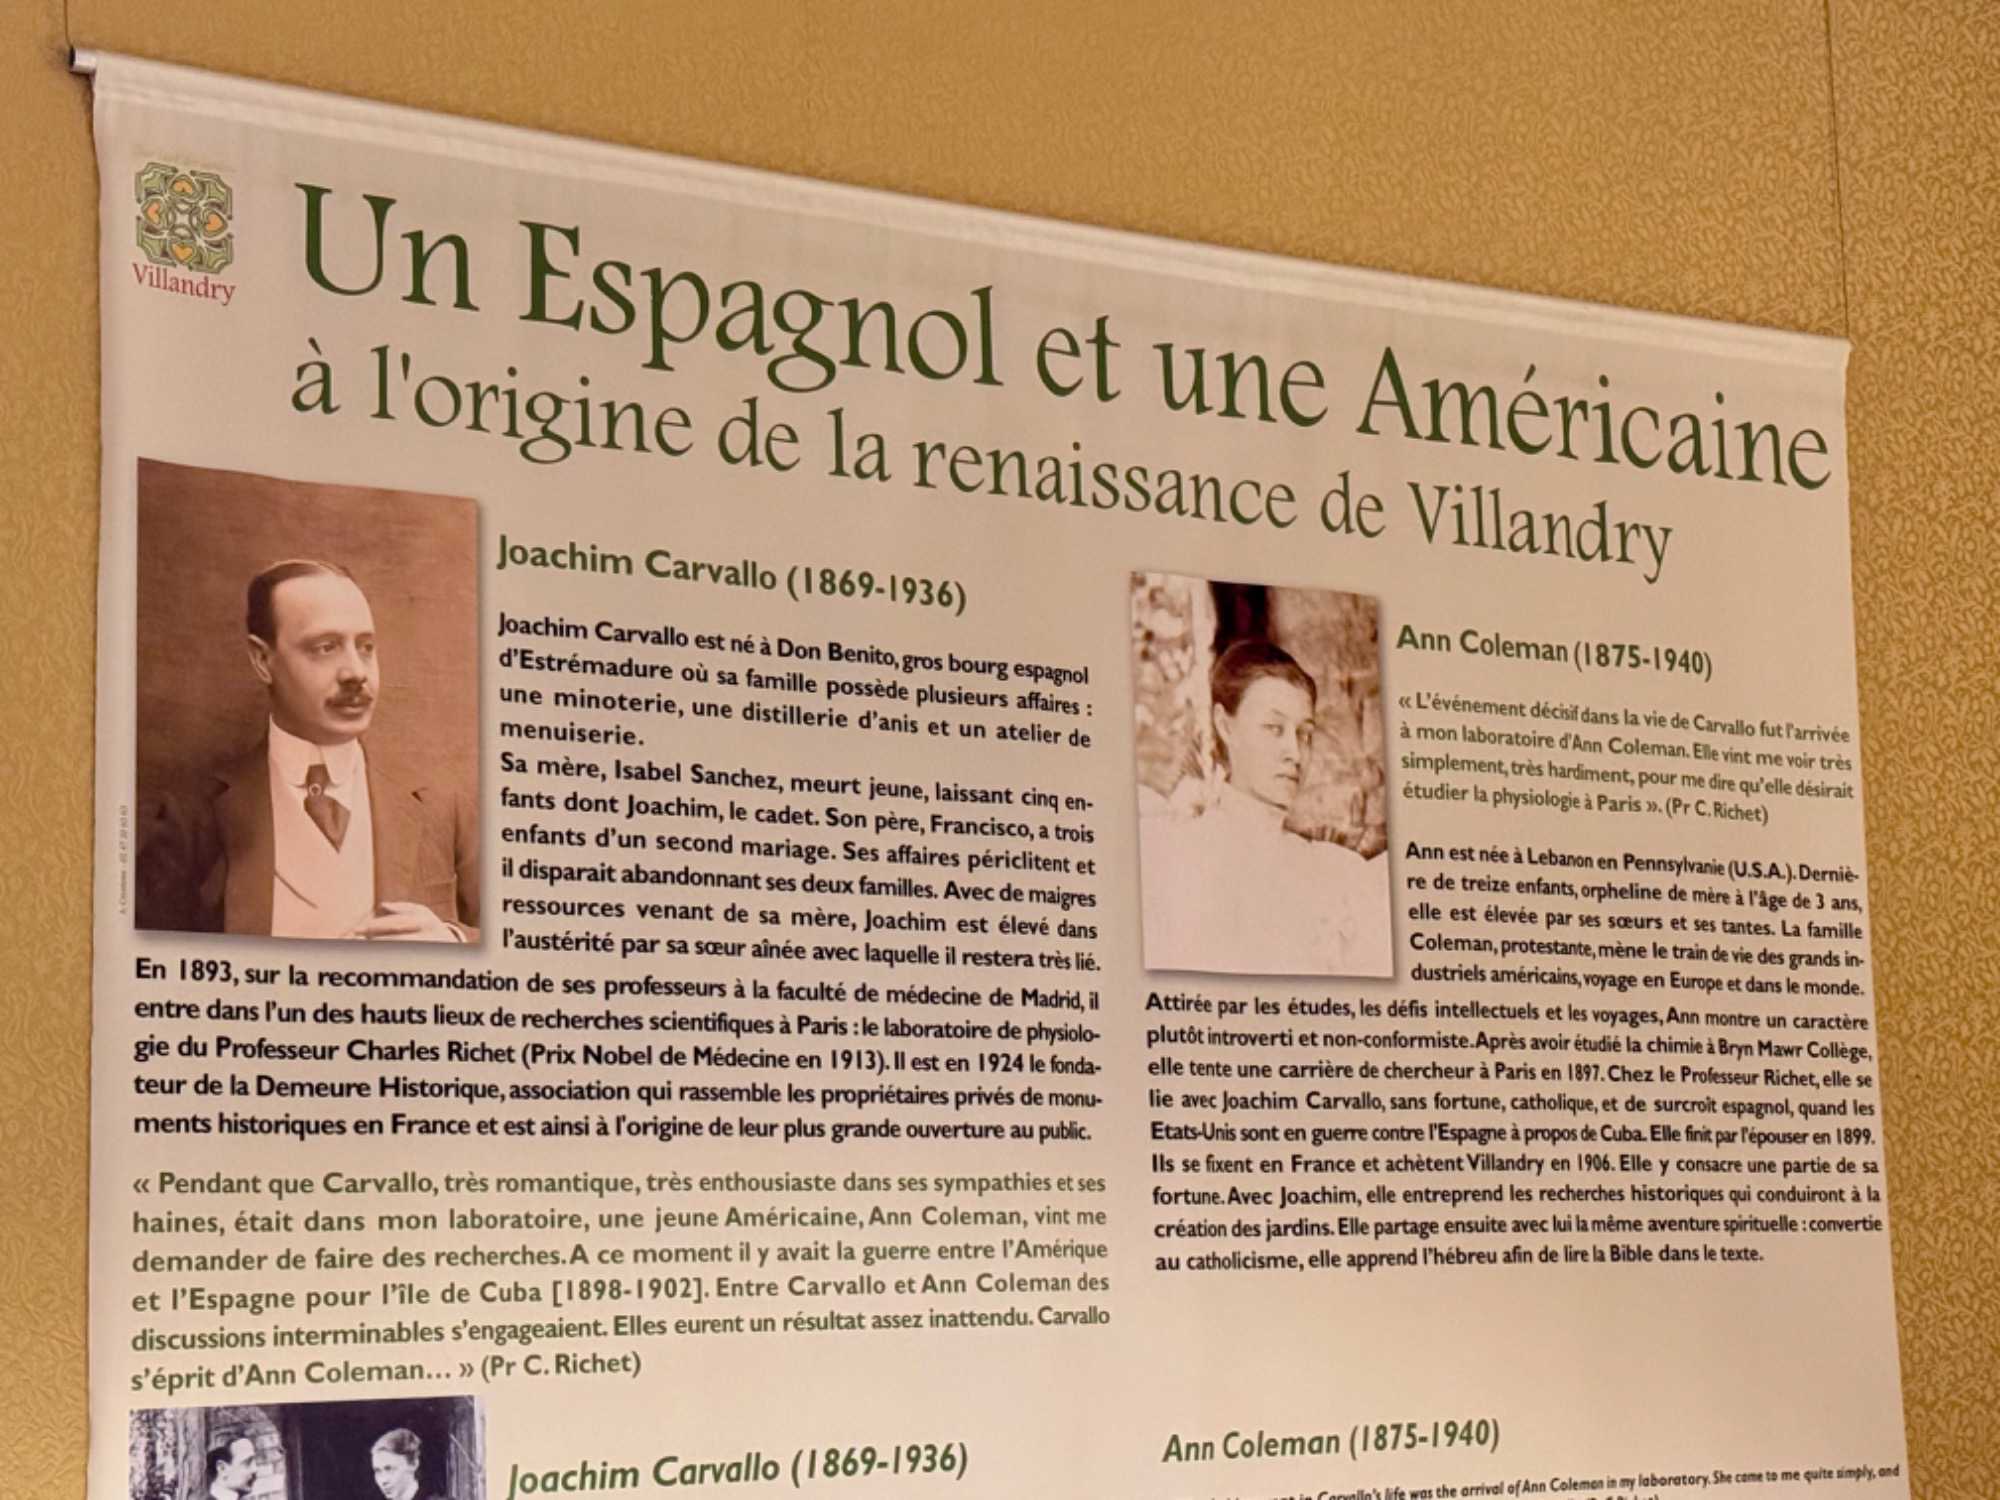 Villandry
Un Espagnol et une Américaine
à l'origine de la renaissance de Villandry
Joachim Carvallo (1869-1936)
Joachim Carvallo est né à Don Benito, gros bourg espagnol
d'Estrémadure où sa famille possède plusieurs affaires :
une minoterie, une distillerie d'anis et un atelier de
menuiserie.
Sa mère, Isabel Sanchez, meurt jeune, laissant cinq en-
fants dont Joachim, le cadet. Son père, Francisco, a trois
enfants d'un second mariage. Ses affaires périclitent et
il disparait abandonnant ses deux familles. Avec de maigres
ressources venant de sa mère, Joachim est élevé dans
l'austérité par sa sœur aînée avec laquelle il restera très lié.
En 1893, sur la recommandation de ses professeurs à la faculté de médecine de Madrid, il
entre dans l'un des hauts lieux de recherches scientifiques à Paris : le laboratoire de physiolo-
gie du Professeur Charles Richet (Prix Nobel de Médecine en 1913). Il est en 1924 le fonda-
teur de la Demeure Historique, association qui rassemble les propriétaires privés de monu-
ments historiques en France et est ainsi à l'origine de leur plus grande ouverture au public.
« Pendant que Carvallo, très romantique, très enthousiaste dans ses sympathies et ses
haines, était dans mon laboratoire, une jeune Américaine, Ann Coleman, vint me
demander de faire des recherches. A ce moment il y avait la guerre entre l'Amérique
et l'Espagne pour l'île de Cuba [1898-1902]. Entre Carvallo et Ann Coleman des
discussions interminables s'engageaient. Elles eurent un résultat assez inattendu. Carvallo
s'éprit d'Ann Coleman... » (Pr C. Richet)
Joachim Carvallo (1869-1936)
Ann Coleman (1875-1940)
« L'événement décisif dans la vie de Carvallo fut l'arrivée
à mon laboratoire d'Ann Coleman. Elle vint me voir très
simplement, très hardiment, pour me dire qu'elle désirait
étudier la physiologie à Paris ». (Pr C. Richet)
Ann est née à Lebanon en Pennsylvanie (U.S.A.). Derniè-
re de treize enfants, orpheline de mère à l'âge de 3 ans,
elle est élevée par ses sœurs et ses tantes. La famille
Coleman, protestante, mène le train de vie des grands in-
dustriels américains, voyage en Europe et dans le monde.
Attirée par les études, les défis intellectuels et les voyages, Ann montre un caractère
plutôt introverti et non-conformiste. Après avoir étudié la chimie à Bryn Mawr Collège,
elle tente une carrière de chercheur à Paris en 1897. Chez le Professeur Richet, elle se
lie avec Joachim Carvallo, sans fortune, catholique, et de surcroît espagnol, quand les
Etats-Unis sont en guerre contre l'Espagne à propos de Cuba. Elle finit par l'épouser en 1899.
Ils se fixent en France et achètent Villandry en 1906. Elle y consacre une partie de sa
fortune. Avec Joachim, elle entreprend les recherches historiques qui conduiront à la
création des jardins. Elle partage ensuite avec lui la même aventure spirituelle : convertie
au catholicisme, elle apprend l'hébreu afin de lire la Bible dans le texte.
Ann Coleman (1875-1940)
in Carvallo's life was the arrival of Ann Coleman in my laboratory. She came to me quite simply, and